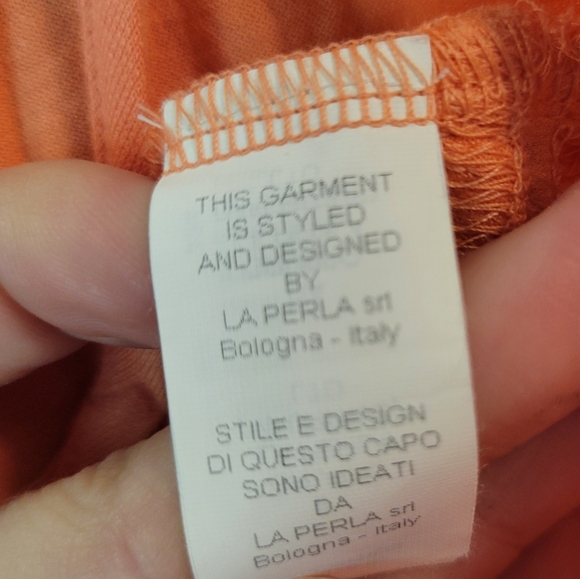 THIS GARMENT
IS STYLED
AND DESIGNED
BY
LA PERLA srl
Bologna - Italy
STILE E DESIGN
DI QUESTO CAPO
SONO IDEATI
DA
LA PERLA srl
Bologna - Italy